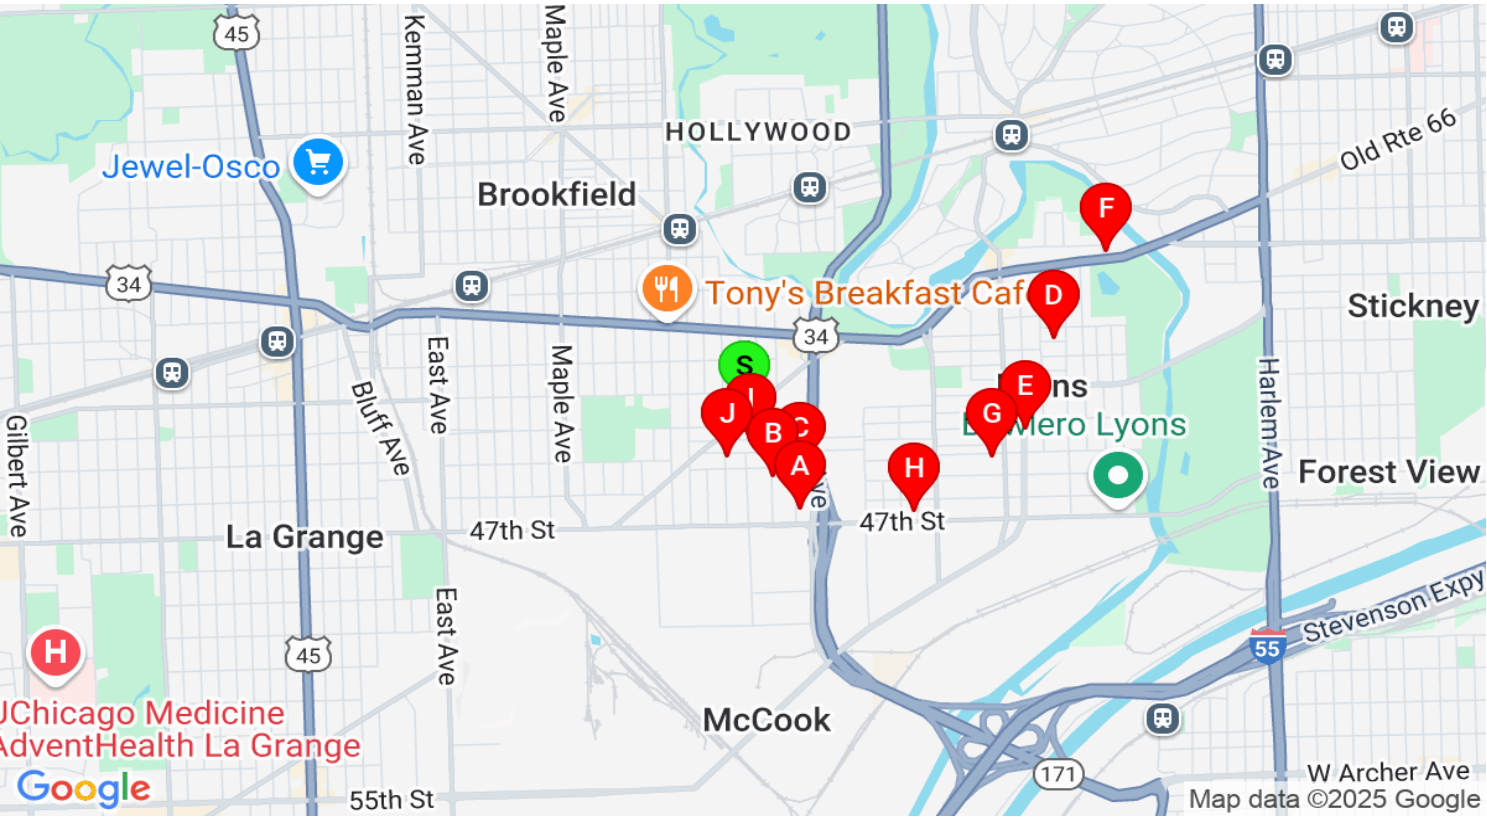 45
Kemman Ave
Maple Ave
HOLLYWOOD
Old Rte 66
Jewel-Osco
Brookfield
F
34
Tony's Breakfast Caf
D
Stickney
34
S
East Ave
Maple Ave
Bluff Ave
Gilbert Ave
Harlem Ave
I
J
B
C
A
E
G
H
Lyons
Lyons
Forest View
ve
47th St
47th St
La Grange
East Ave
H
45
Stevenson Expy
55
UChicago Medicine
AdventHealth La Grange
McCook
171
Google
55th St
W Archer Ave
Map data ©2025 Google